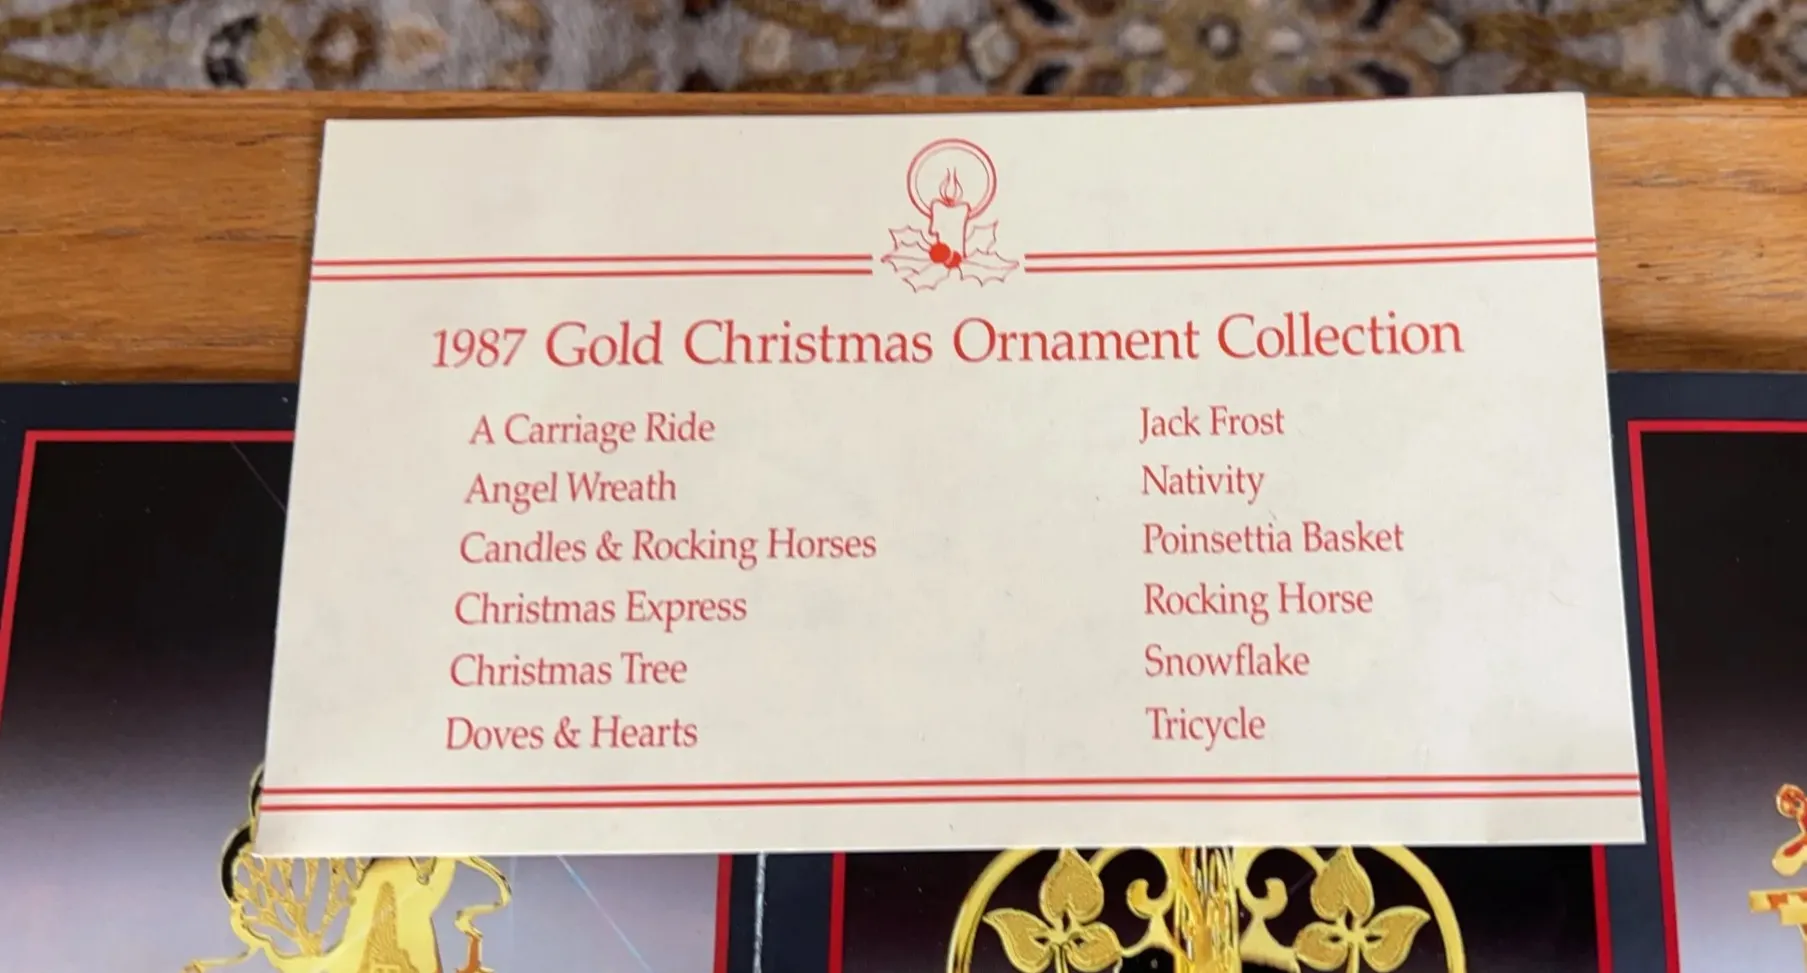 1987 Gold Christmas Ornament Collection
A Carriage Ride
Angel Wreath
Candles & Rocking Horses
Christmas Express
Christmas Tree
Doves & Hearts
Jack Frost
Nativity
Poinsettia Basket
Rocking Horse
Snowflake
Tricycle